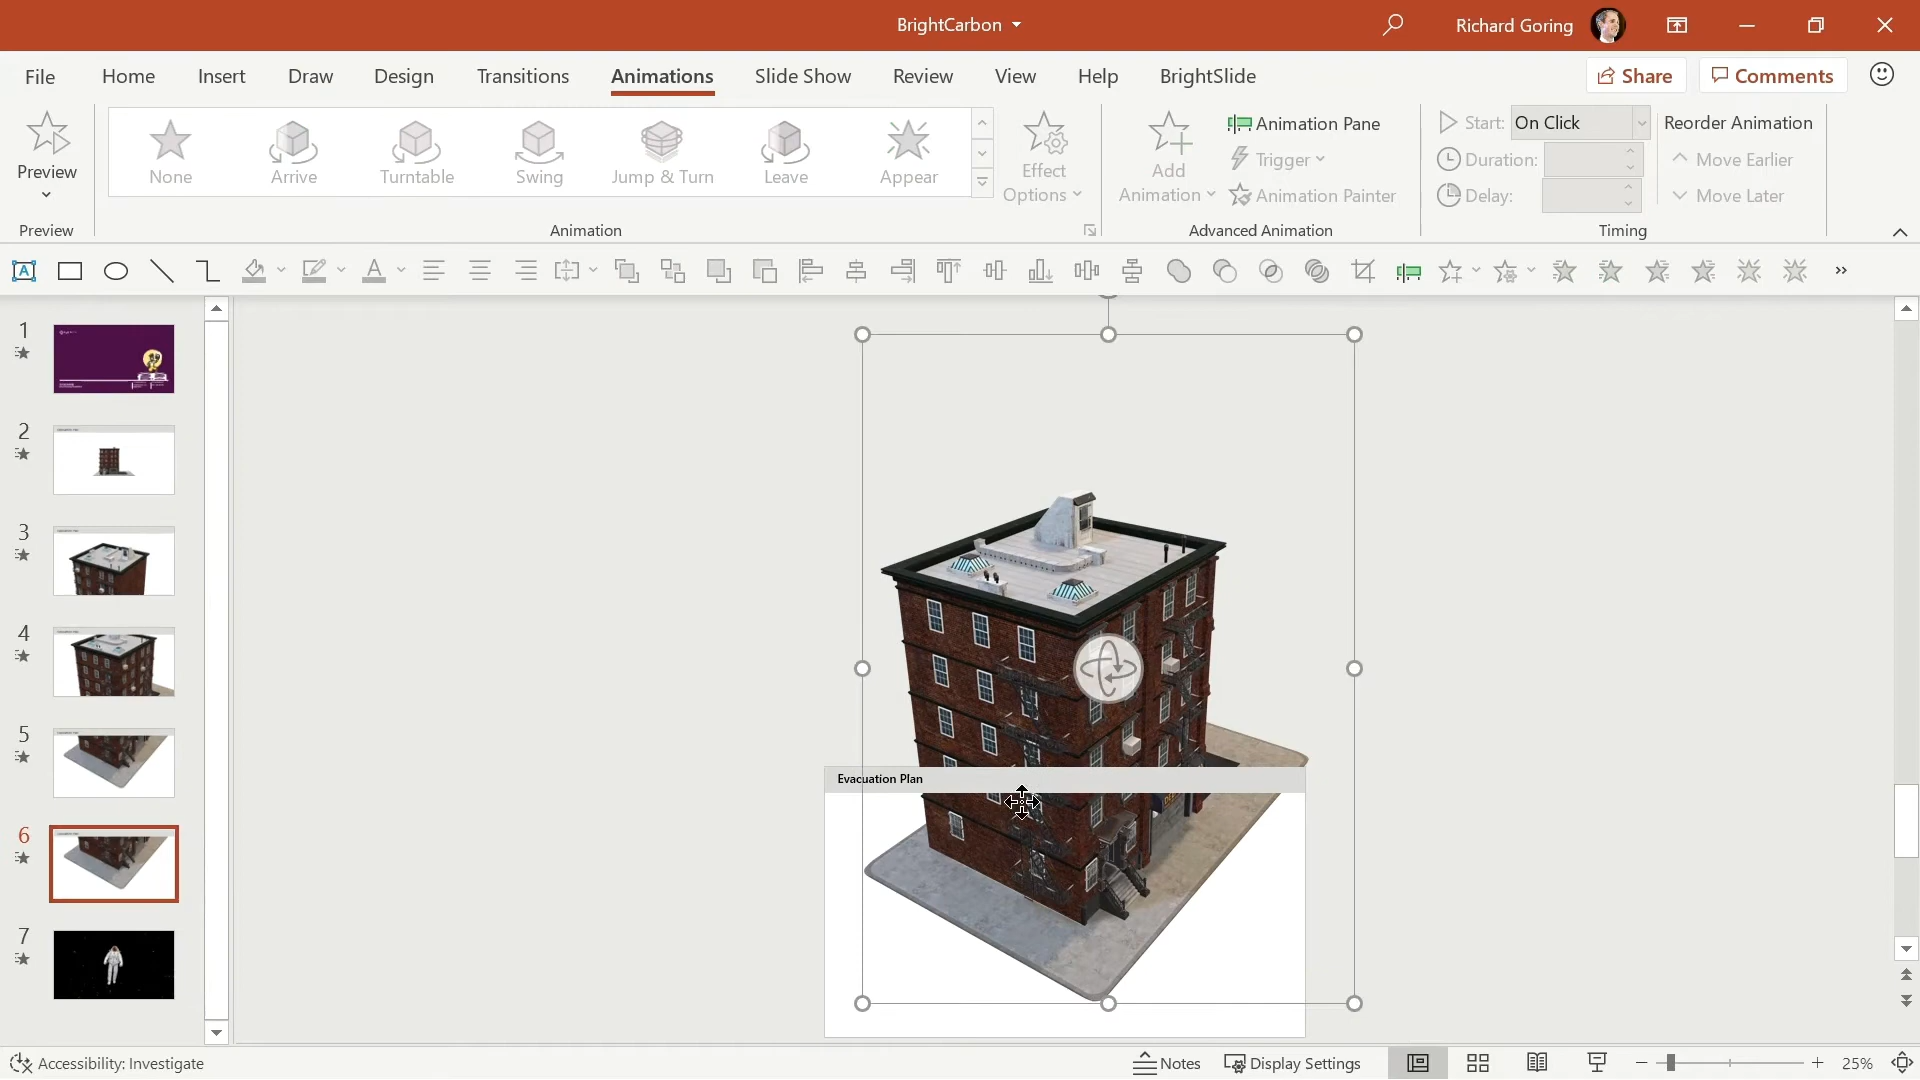 BrightCarbon
Richard Goring
File Home Insert Draw Design Transitions Animations Slide Show Review View Help BrightSlide Share Comments
Preview
None Arrive Turntable Swing Jump & Turn Leave Appear
Effect Options
Add Animation
Animation Pane
Trigger
Animation Painter
Start: On Click
Duration:
Delay:
Reorder Animation
Move Earlier
Move Later
Preview Animation Advanced Animation Timing
A A
1
2
3
4
5
6
7
Evacuation Plan
Accessibility: Investigate Notes Display Settings 25%